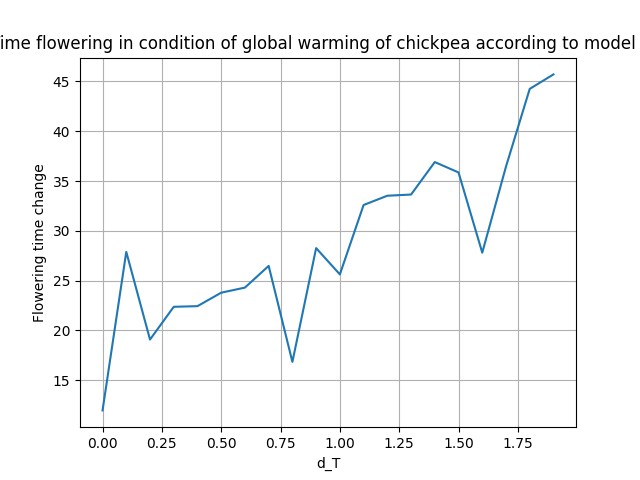 ime flowering in condition of global warming of chickpea according to model
45
40
35
30
25
20
15
Flowering time change
0.00 0.25 0.50 0.75 1.00 1.25 1.50 1.75
d_T